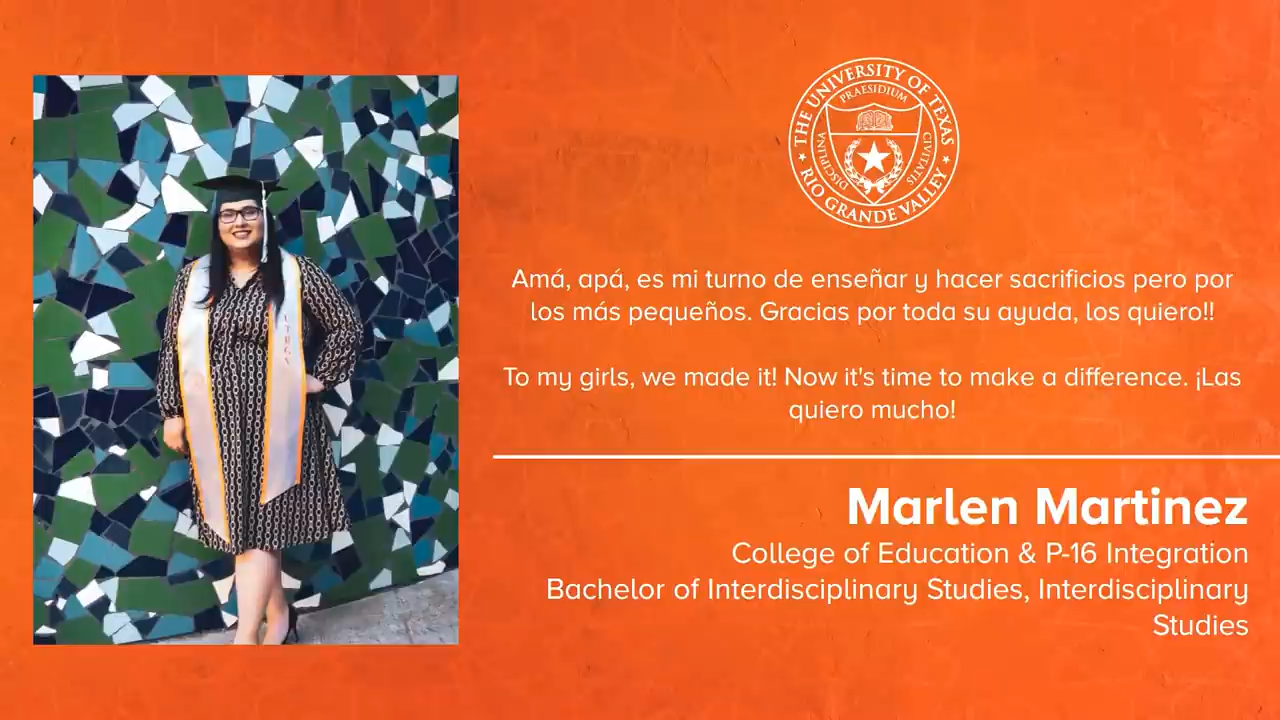 THE UNIVERSITY OF TEXAS
RIO GRANDE VALLEY
PRAESIDIUM
DISCIPLINA
CIVITATIS
UTRGV
Amá, apá, es mi turno de enseñar y hacer sacrificios pero por
los más pequeños. Gracias por toda su ayuda, los quiero!!
To my girls, we made it! Now it's time to make a difference. ¡Las
quiero mucho!
Marlen Martinez
College of Education & P-16 Integration
Bachelor of Interdisciplinary Studies, Interdisciplinary
Studies